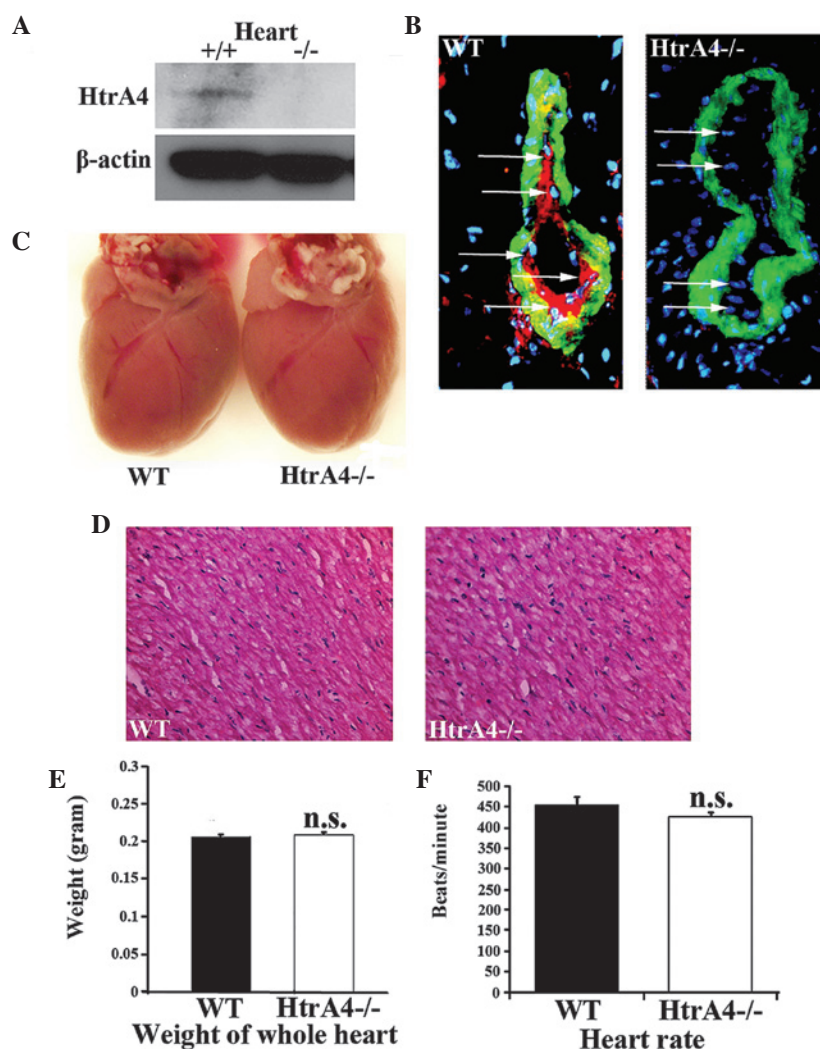 A
Heart
+/+ -/-
HtrA4
β-actin
B
WT
HtrA4-/-
C
WT
HtrA4-/-
D
WT
HtrA4-/-
E
0.3
0.25
0.2
0.15
0.1
0.05
0
Weight (gram)
n.s.
WT
HtrA4-/-
Weight of whole heart
F
500
450
400
350
300
250
200
150
100
50
0
Beats/minute
n.s.
WT
HtrA4-/-
Heart rate